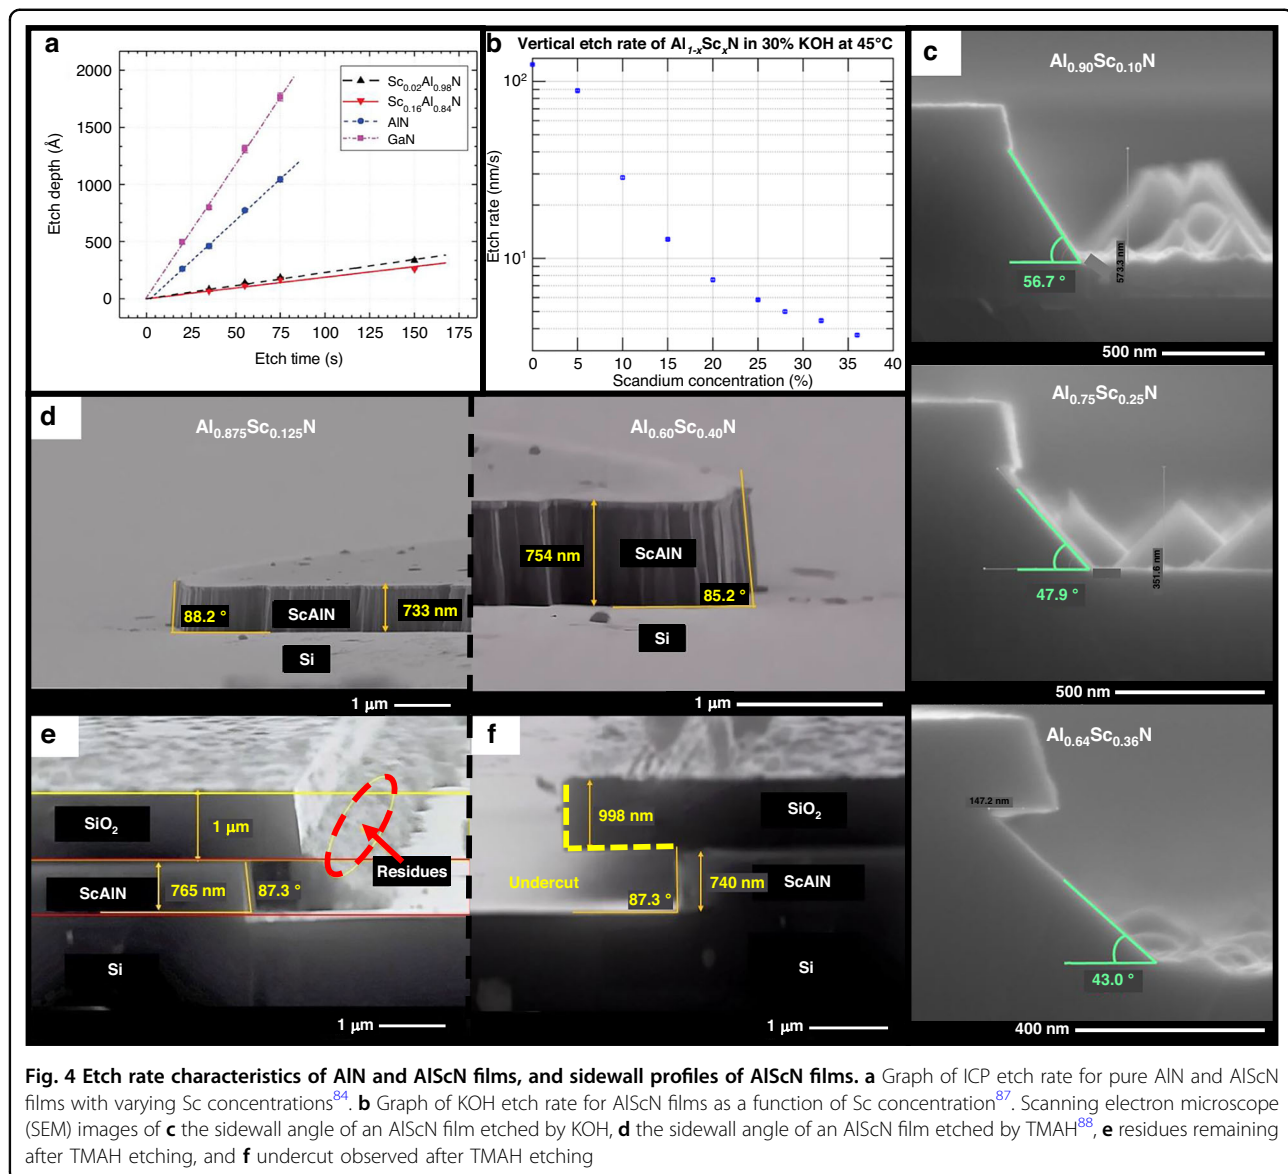 a
2000
1500
1000
500
0
Etch depth (Å)
0 25 50 75 100 125 150 175
Etch time (s)
Sc0.02Al0.98N
Sc0.16Al0.84N
AlN
GaN
b
Vertical etch rate of Al1-xScxN in 30% KOH at 45°C
10²
10¹
Etch rate (nm/s)
0 5 10 15 20 25 30 35 40
Scandium concentration (%)
c
Al0.90Sc0.10N
56.7 °
573.3 nm
500 nm
Al0.75Sc0.25N
47.9 °
351.6 nm
500 nm
Al0.64Sc0.36N
147.2 nm
43.0 °
400 nm
d
Al0.875Sc0.125N
88.2 °
ScAlN
733 nm
Si
1 μm
Al0.60Sc0.40N
754 nm
ScAlN
85.2 °
Si
1 μm
e
SiO2
1 μm
Residues
ScAlN
765 nm
87.3 °
Si
1 μm
f
998 nm
SiO2
Undercut
87.3 °
740 nm
ScAlN
Si
1 μm
Fig. 4 Etch rate characteristics of AlN and AlScN films, and sidewall profiles of AlScN films. a Graph of ICP etch rate for pure AlN and AlScN
films with varying Sc concentrations84. b Graph of KOH etch rate for AlScN films as a function of Sc concentration87. Scanning electron microscope
(SEM) images of c the sidewall angle of an AlScN film etched by KOH, d the sidewall angle of an AlScN film etched by TMAH88, e residues remaining
after TMAH etching, and f undercut observed after TMAH etching